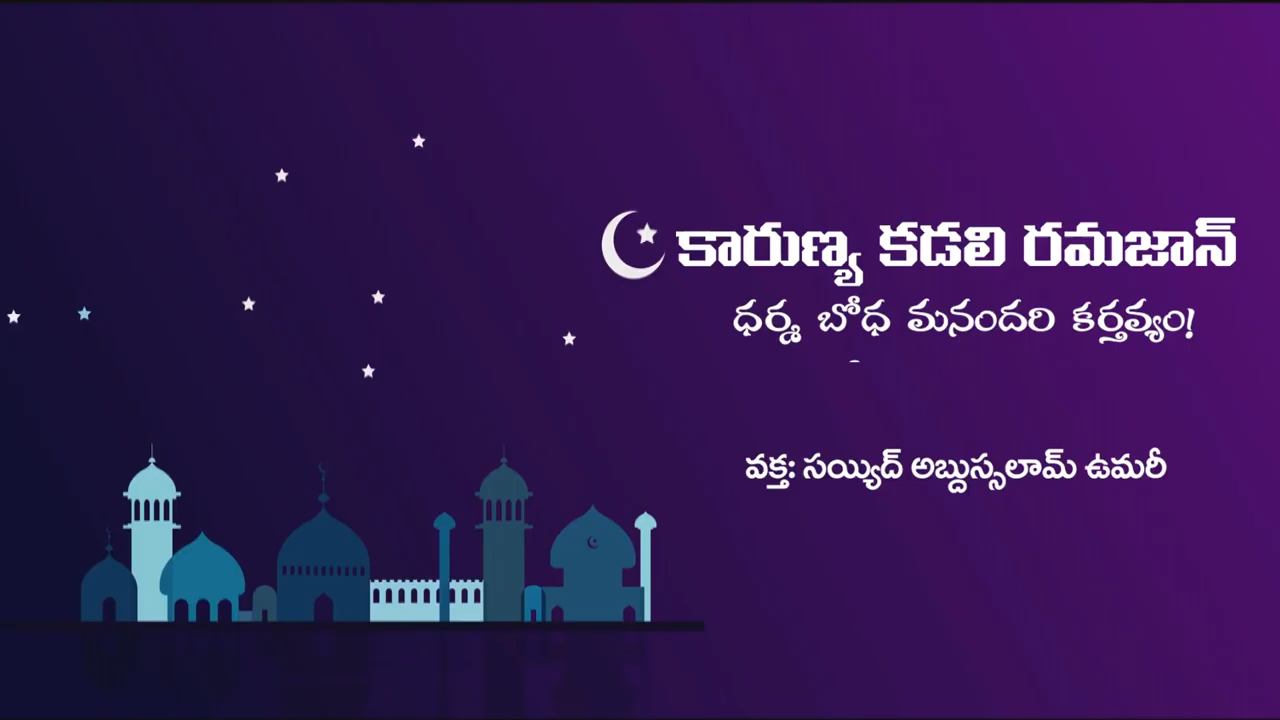 కారుణ్య కడలి రమజాన్
ధర్మ బోధ మనందరి కర్తవ్యం!
వక్త: సయ్యిద్ అబ్దుస్సలామ్ ఉమరీ